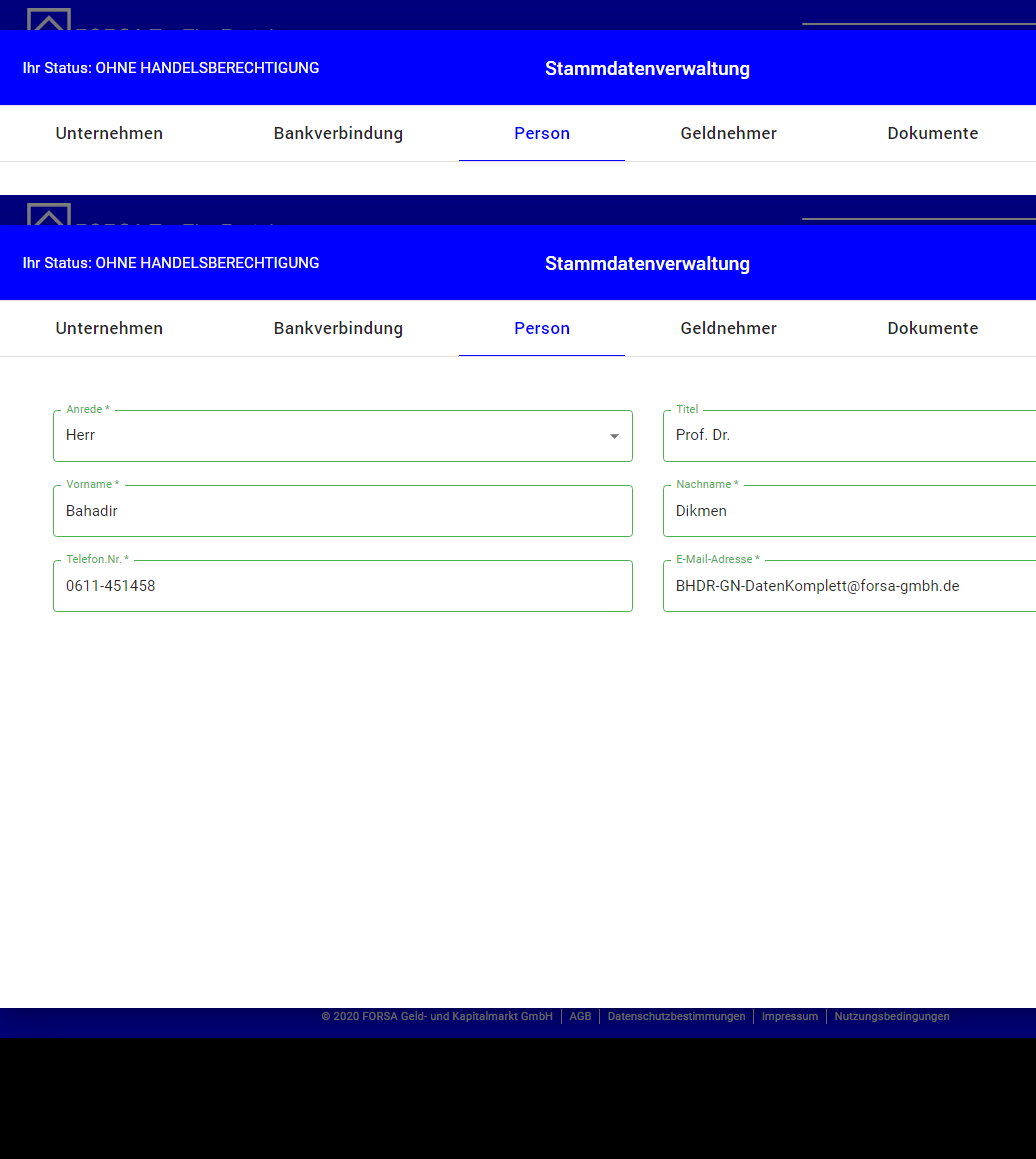 Ihr Status: OHNE HANDELSBERECHTIGUNG Stammdatenverwaltung
Unternehmen Bankverbindung Person Geldnehmer Dokumente
Ihr Status: OHNE HANDELSBERECHTIGUNG Stammdatenverwaltung
Unternehmen Bankverbindung Person Geldnehmer Dokumente
Anrede * Titel
Herr Prof. Dr.
Vorname * Nachname *
Bahadir Dikmen
Telefon.Nr. * E-Mail-Adresse *
0611-451458 BHDR-GN-DatenKomplett@forsa-gmbh.de
© 2020 FORSA Geld- und Kapitalmarkt GmbH | AGB | Datenschutzbestimmungen | Impressum | Nutzungsbedingungen